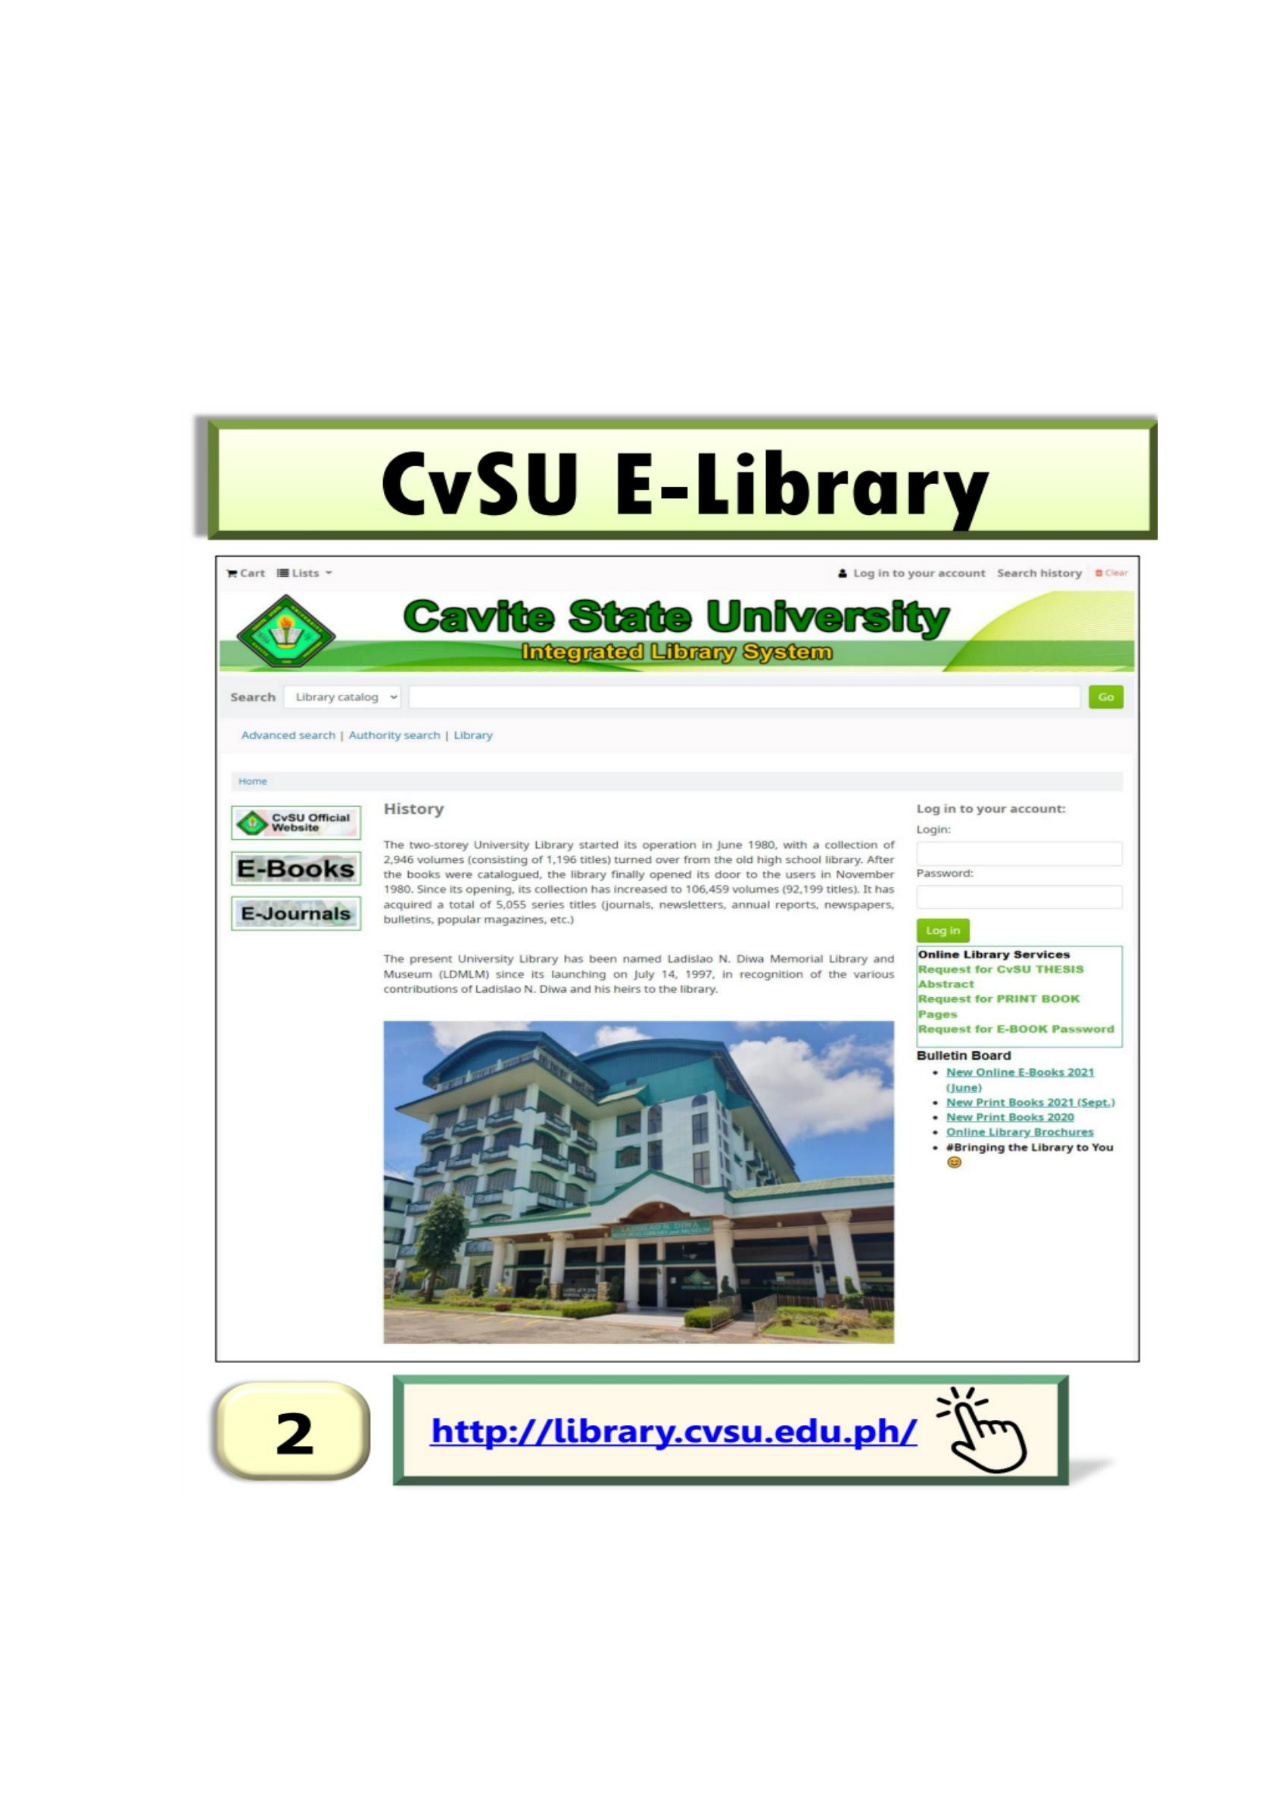 CvSU E-Library
Cart Lists
Log in to your account Search history Clear
Cavite State University
Integrated Library System
Search Library catalog Go
Advanced search | Authority search | Library
Home
CvSU Official
Website
E-Books
E-Journals
History
The two-storey University Library started its operation in June 1980, with a collection of
2,946 volumes (consisting of 1,196 titles) turned over from the old high school library. After
the books were catalogued, the library finally opened its door to the users in November
1980. Since its opening, its collection has increased to 106,459 volumes (92,199 titles). It has
acquired a total of 5,055 series titles (journals, newsletters, annual reports, newspapers,
bulletins, popular magazines, etc.)
The present University Library has been named Ladislao N. Diwa Memorial Library and
Museum (LDMLM) since its launching on July 14, 1997, in recognition of the various
contributions of Ladislao N. Diwa and his heirs to the library.
LADISLAO N. DIWA
MEMORIAL LIBRARY and MUSEUM
Log in to your account:
Login:
Password:
Log in
Online Library Services
Request for CvSU THESIS
Abstract
Request for PRINT BOOK
Pages
Request for E-BOOK Password
Bulletin Board
• New Online E-Books 2021
(June)
• New Print Books 2021 (Sept.)
• New Print Books 2020
• Online Library Brochures
• #Bringing the Library to You
😊
2
http://library.cvsu.edu.ph/